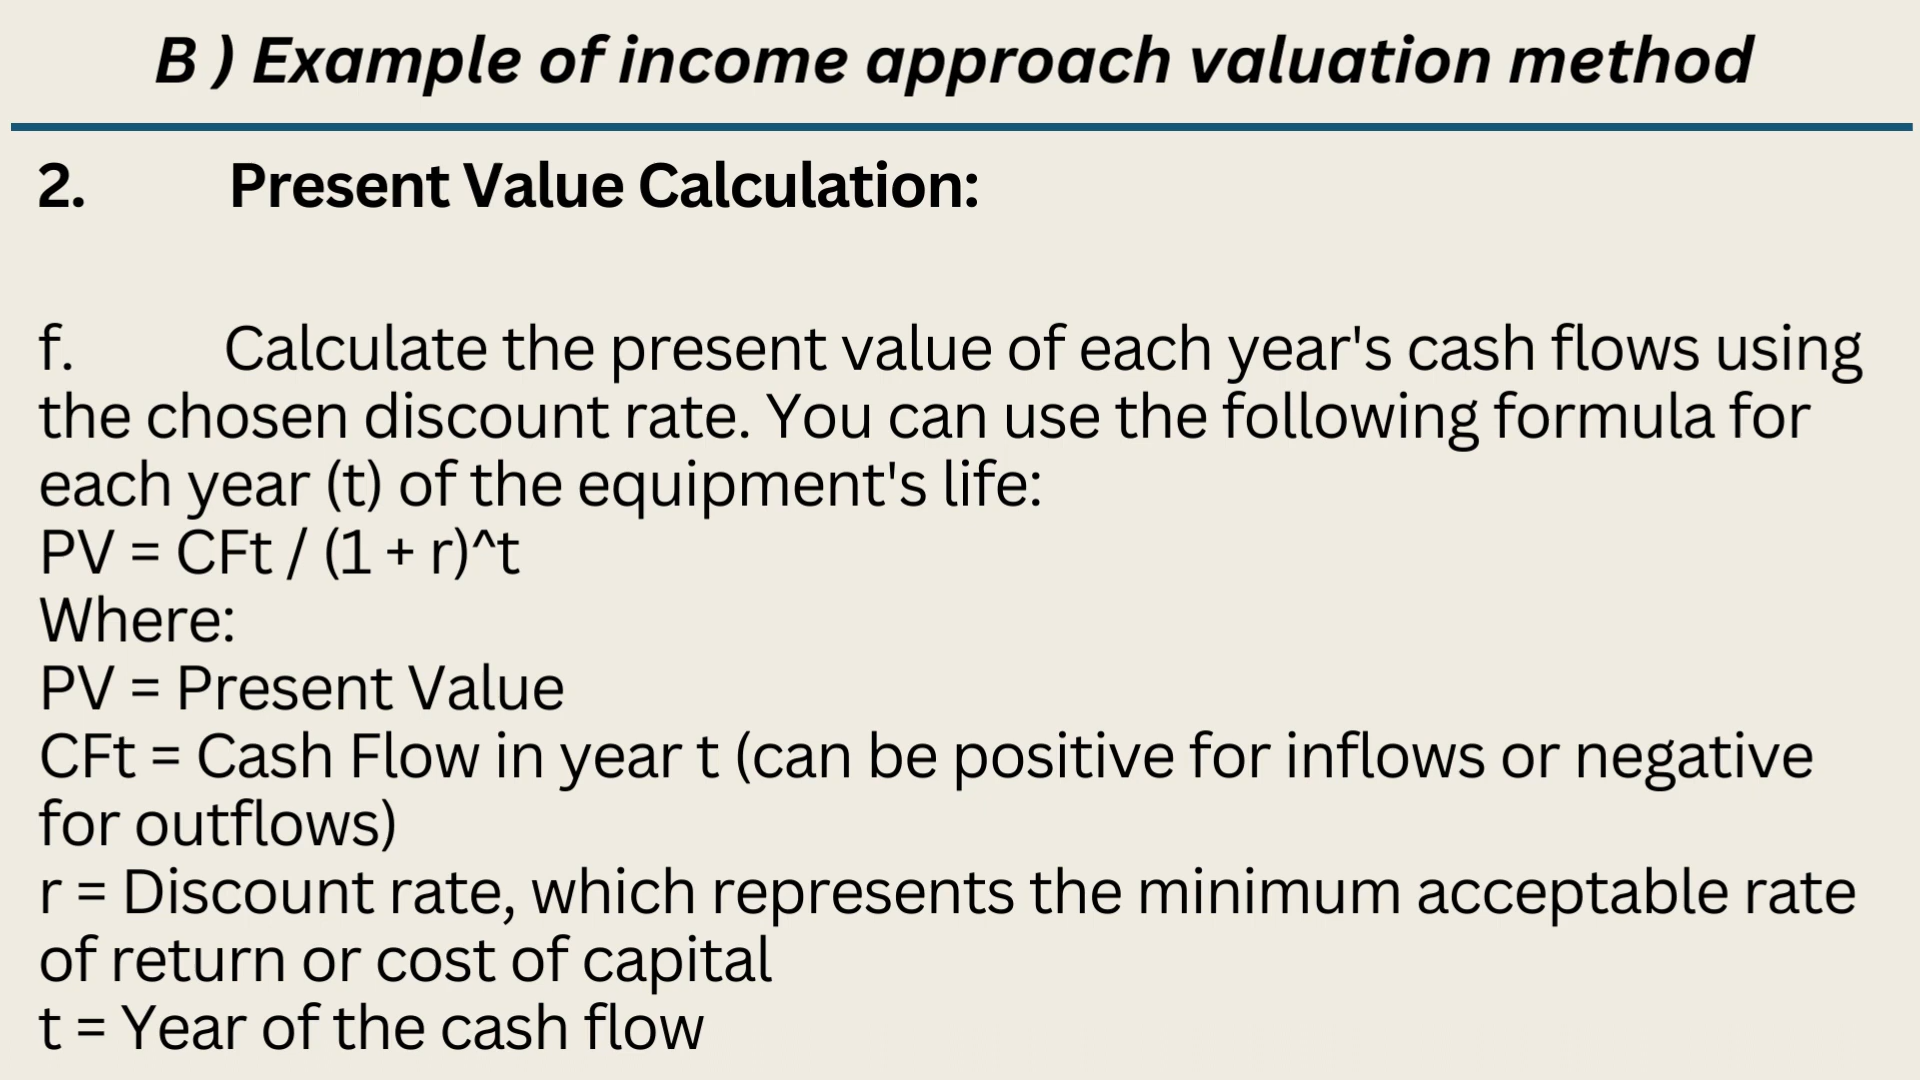 B ) Example of income approach valuation method
2. Present Value Calculation:
f. Calculate the present value of each year's cash flows using
the chosen discount rate. You can use the following formula for
each year (t) of the equipment's life:
PV = CFt / (1 + r)^t
Where:
PV = Present Value
CFt = Cash Flow in year t (can be positive for inflows or negative
for outflows)
r = Discount rate, which represents the minimum acceptable rate
of return or cost of capital
t = Year of the cash flow